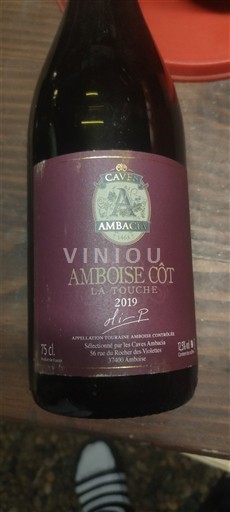 CAVES
A
AMBACIA
VINIOU
AMBOISE CÔT
LA TOUCHE
2019
APPELLATION TOURAINE AMBOISE CONTRÔLÉE
75 cl. Sélectionné par les Caves Ambacia
56 rue du Rocher des Violettes
37400 Amboise